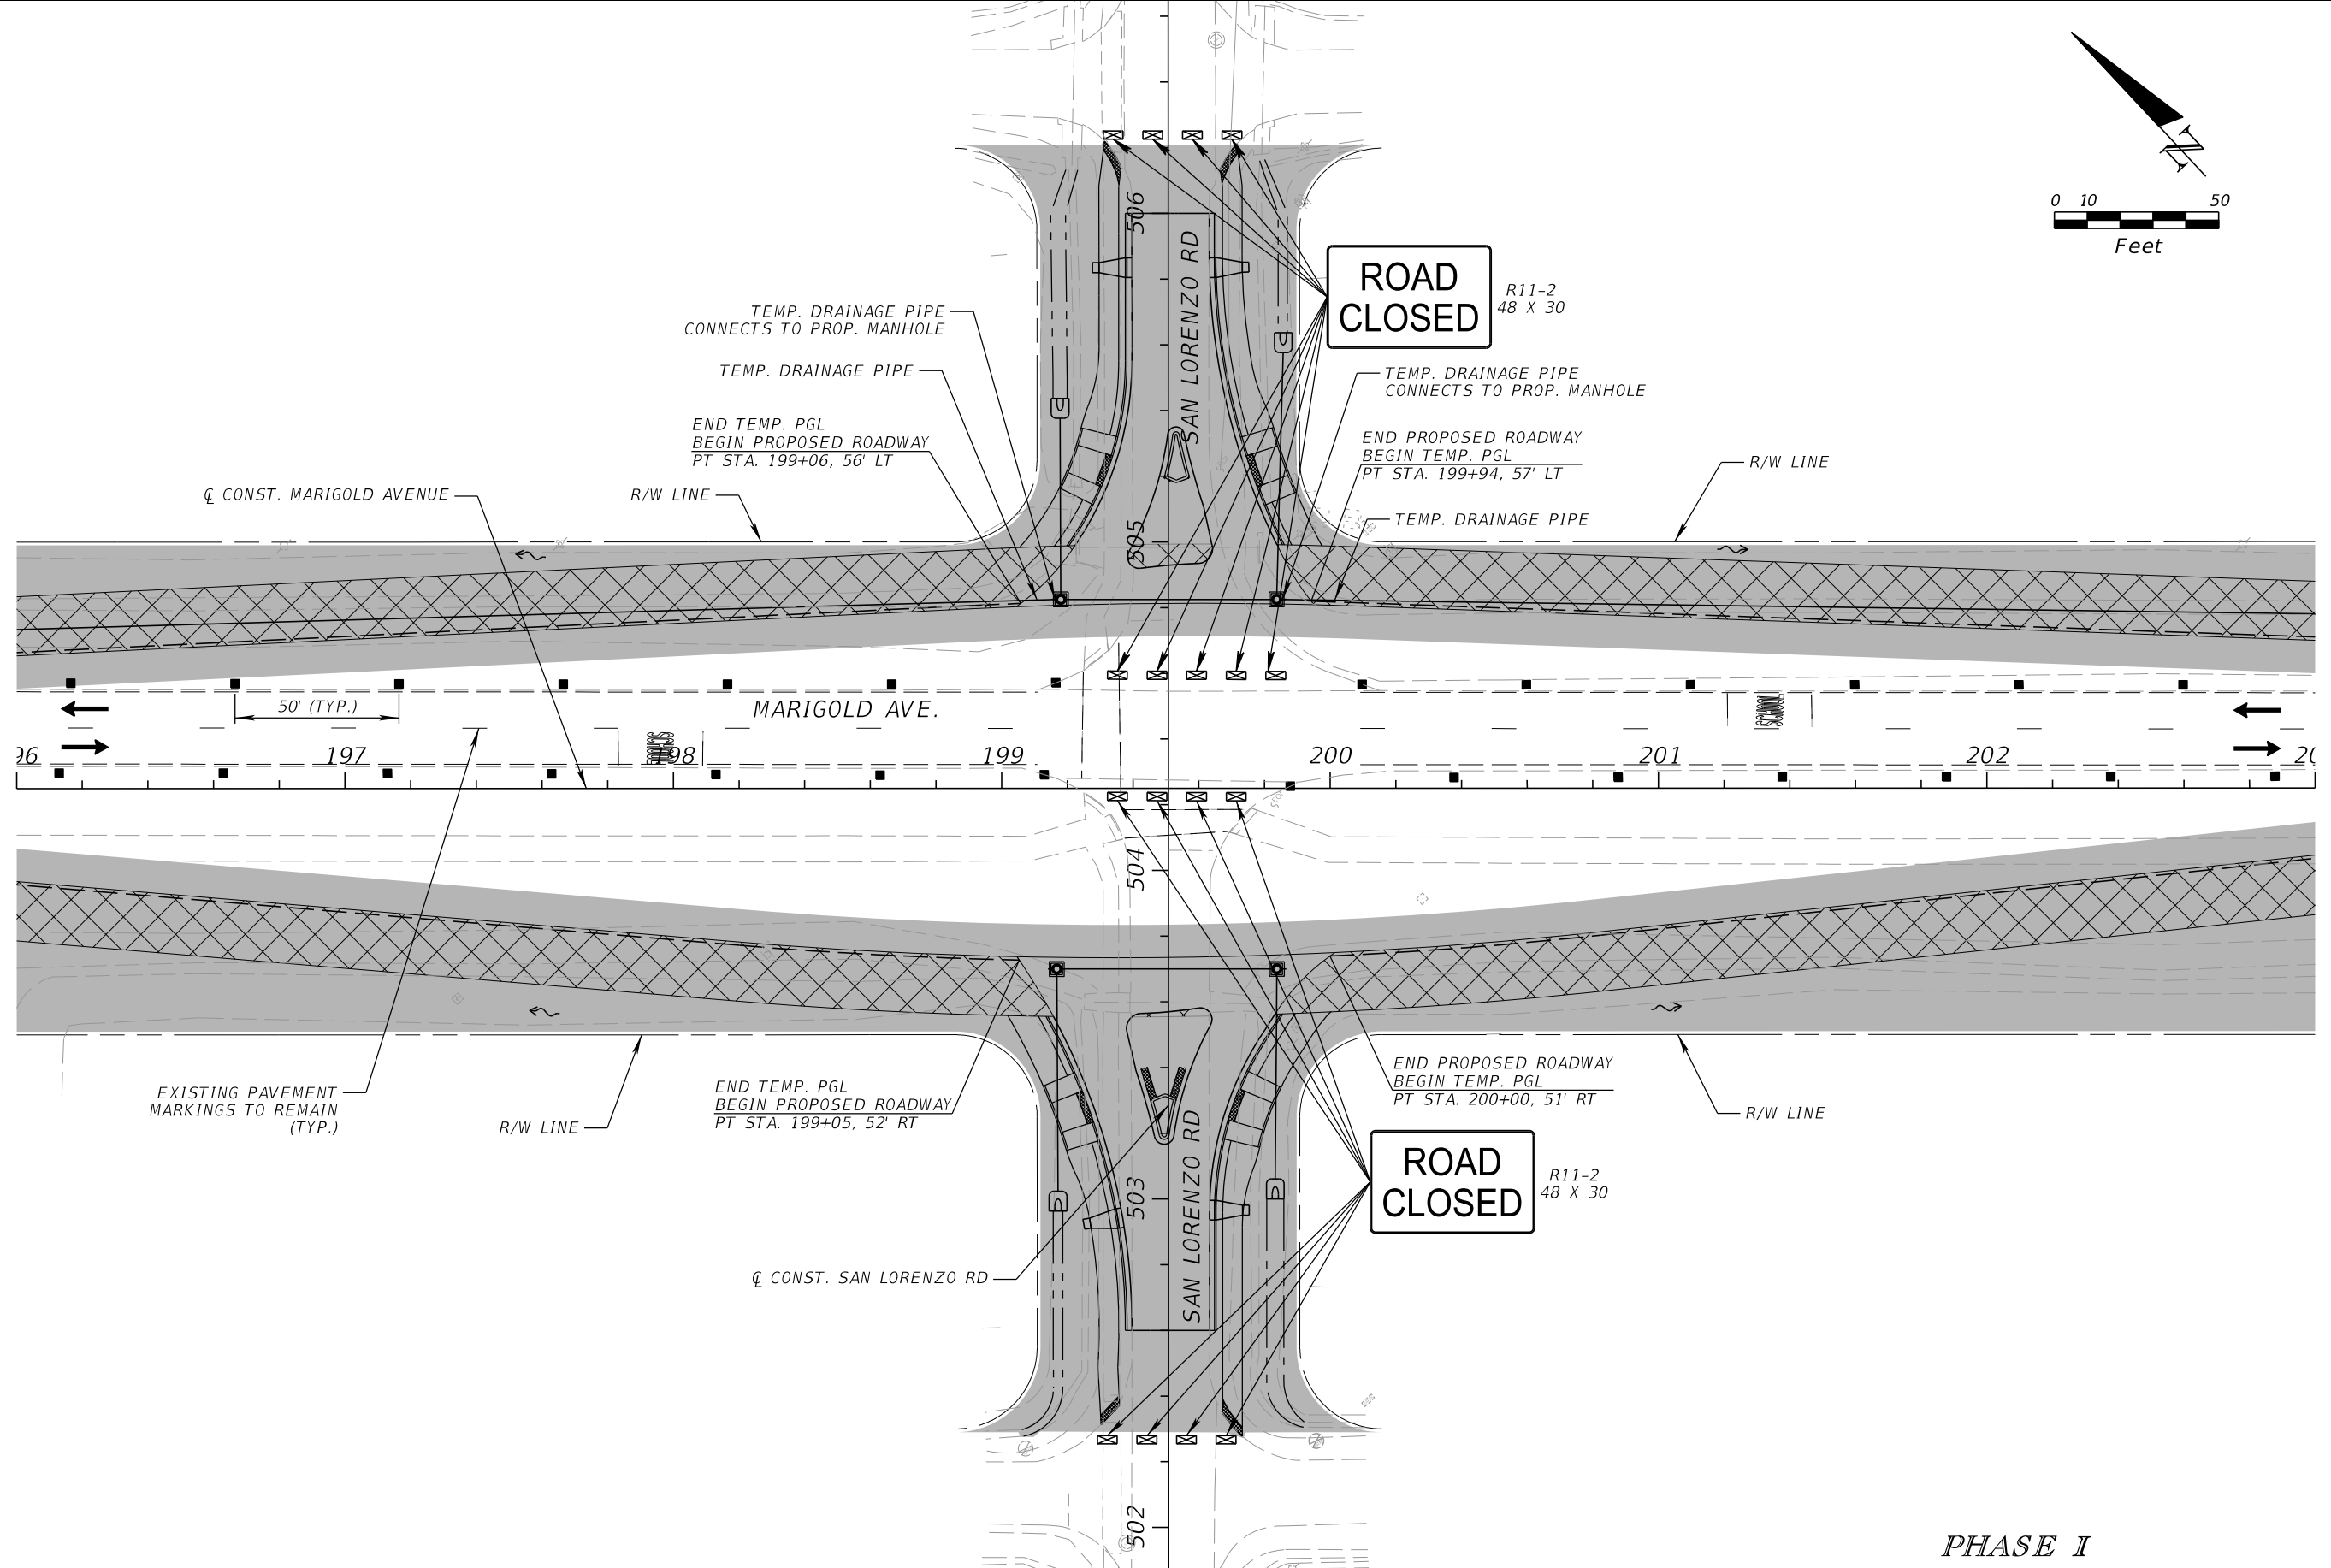 N
0 10 50
Feet
506
SAN LORENZO RD
ROAD
CLOSED
R11-2
48 X 30
TEMP. DRAINAGE PIPE
CONNECTS TO PROP. MANHOLE
TEMP. DRAINAGE PIPE
TEMP. DRAINAGE PIPE
CONNECTS TO PROP. MANHOLE
END TEMP. PGL
BEGIN PROPOSED ROADWAY
PT STA. 199+06, 56' LT
END PROPOSED ROADWAY
BEGIN TEMP. PGL
PT STA. 199+94, 57' LT
R/W LINE
℄ CONST. MARIGOLD AVENUE
R/W LINE
TEMP. DRAINAGE PIPE
505
50' (TYP.)
MARIGOLD AVE.
SCHOOL
SCHOOL
96 197 198 199 200 201 202 20
504
END PROPOSED ROADWAY
BEGIN TEMP. PGL
PT STA. 200+00, 51' RT
EXISTING PAVEMENT
MARKINGS TO REMAIN
(TYP.)
R/W LINE
END TEMP. PGL
BEGIN PROPOSED ROADWAY
PT STA. 199+05, 52' RT
R/W LINE
ROAD
CLOSED
R11-2
48 X 30
503
SAN LORENZO RD
℄ CONST. SAN LORENZO RD
502
PHASE I